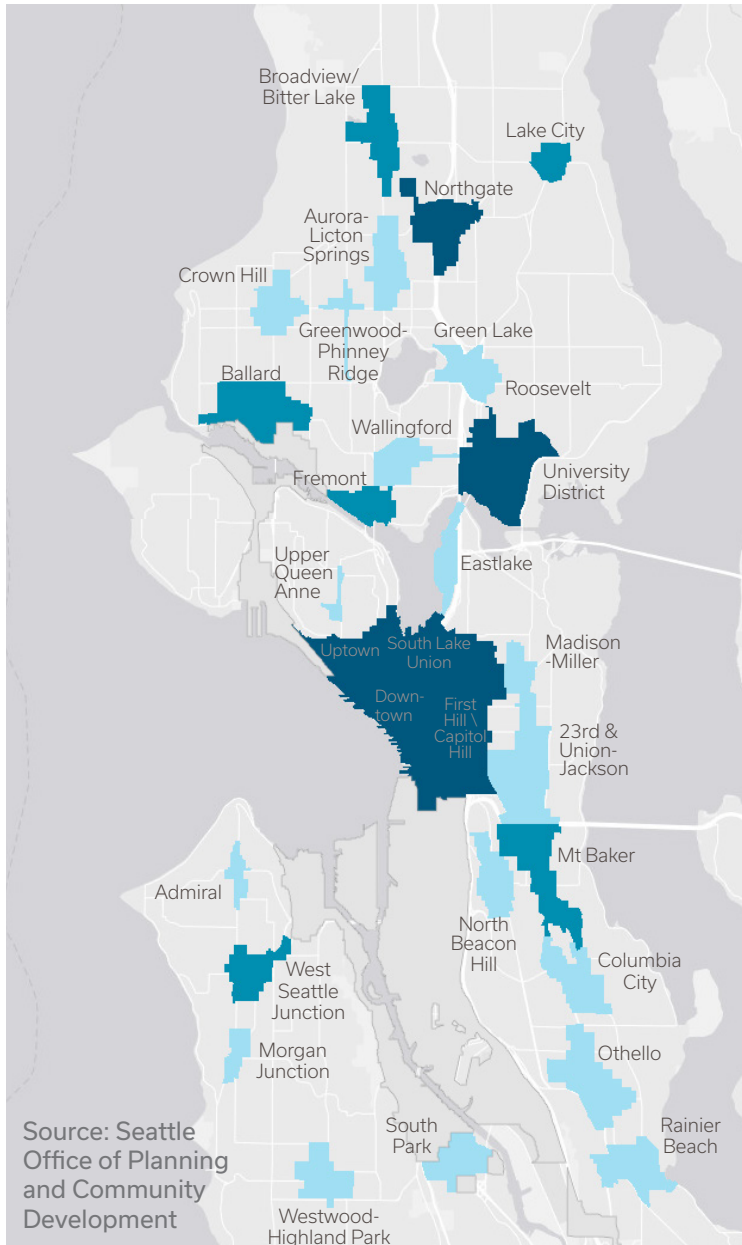 Broadview/
Bitter Lake
Lake City
Northgate
Aurora-
Licton
Springs
Crown Hill
Greenwood-
Phinney
Ridge
Green Lake
Ballard
Roosevelt
Wallingford
Fremont
University
District
Upper
Queen
Anne
Eastlake
Uptown
South Lake
Union
Madison
-Miller
Down-
town
First
Hill \
Capitol
Hill
23rd &
Union-
Jackson
Mt Baker
Admiral
North
Beacon
Hill
Columbia
City
West
Seattle
Junction
Morgan
Junction
Othello
South
Park
Rainier
Beach
Westwood-
Highland Park
Source: Seattle
Office of Planning
and Community
Development